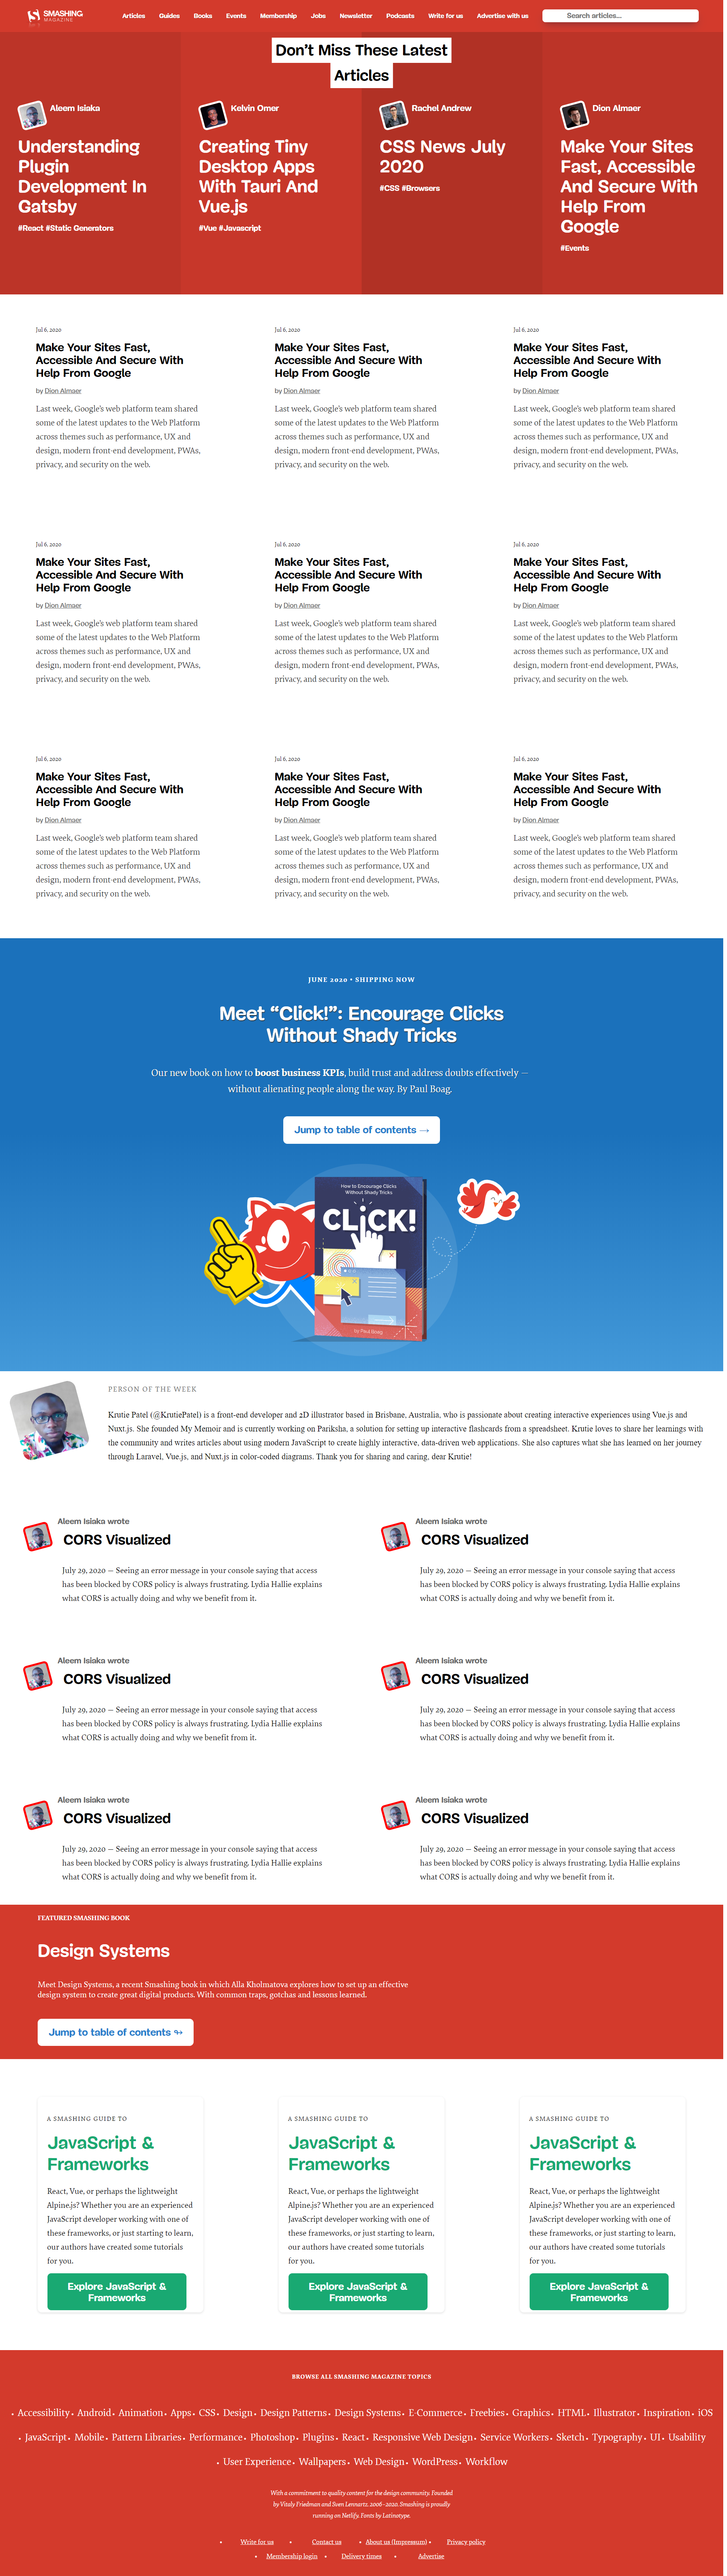 SMASHING
MAGAZINE
Articles Guides Books Events Membership Jobs Newsletter Podcasts Write for us Advertise with us Search articles...
Don’t Miss These Latest
Articles
Aleem Isiaka
Understanding
Plugin
Development In
Gatsby
#React #Static Generators
Kelvin Omer
Creating Tiny
Desktop Apps
With Tauri And
Vue.js
#Vue #Javascript
Rachel Andrew
CSS News July
2020
#CSS #Browsers
Dion Almaer
Make Your Sites
Fast, Accessible
And Secure With
Help From
Google
#Events
Jul 6, 2020
Make Your Sites Fast,
Accessible And Secure With
Help From Google
by Dion Almaer
Last week, Google’s web platform team shared
some of the latest updates to the Web Platform
across themes such as performance, UX and
design, modern front-end development, PWAs,
privacy, and security on the web.
Jul 6, 2020
Make Your Sites Fast,
Accessible And Secure With
Help From Google
by Dion Almaer
Last week, Google’s web platform team shared
some of the latest updates to the Web Platform
across themes such as performance, UX and
design, modern front-end development, PWAs,
privacy, and security on the web.
Jul 6, 2020
Make Your Sites Fast,
Accessible And Secure With
Help From Google
by Dion Almaer
Last week, Google’s web platform team shared
some of the latest updates to the Web Platform
across themes such as performance, UX and
design, modern front-end development, PWAs,
privacy, and security on the web.
Jul 6, 2020
Make Your Sites Fast,
Accessible And Secure With
Help From Google
by Dion Almaer
Last week, Google’s web platform team shared
some of the latest updates to the Web Platform
across themes such as performance, UX and
design, modern front-end development, PWAs,
privacy, and security on the web.
Jul 6, 2020
Make Your Sites Fast,
Accessible And Secure With
Help From Google
by Dion Almaer
Last week, Google’s web platform team shared
some of the latest updates to the Web Platform
across themes such as performance, UX and
design, modern front-end development, PWAs,
privacy, and security on the web.
Jul 6, 2020
Make Your Sites Fast,
Accessible And Secure With
Help From Google
by Dion Almaer
Last week, Google’s web platform team shared
some of the latest updates to the Web Platform
across themes such as performance, UX and
design, modern front-end development, PWAs,
privacy, and security on the web.
Jul 6, 2020
Make Your Sites Fast,
Accessible And Secure With
Help From Google
by Dion Almaer
Last week, Google’s web platform team shared
some of the latest updates to the Web Platform
across themes such as performance, UX and
design, modern front-end development, PWAs,
privacy, and security on the web.
Jul 6, 2020
Make Your Sites Fast,
Accessible And Secure With
Help From Google
by Dion Almaer
Last week, Google’s web platform team shared
some of the latest updates to the Web Platform
across themes such as performance, UX and
design, modern front-end development, PWAs,
privacy, and security on the web.
Jul 6, 2020
Make Your Sites Fast,
Accessible And Secure With
Help From Google
by Dion Almaer
Last week, Google’s web platform team shared
some of the latest updates to the Web Platform
across themes such as performance, UX and
design, modern front-end development, PWAs,
privacy, and security on the web.
JUNE 2020 • SHIPPING NOW
Meet “Click!”: Encourage Clicks
Without Shady Tricks
Our new book on how to boost business KPIs, build trust and address doubts effectively —
without alienating people along the way. By Paul Boag.
Jump to table of contents →
How to Encourage Clicks
Without Shady Tricks
CLiCK!
by Paul Boag
PERSON OF THE WEEK
Krutie Patel (@KrutiePatel) is a front-end developer and 2D illustrator based in Brisbane, Australia, who is passionate about creating interactive experiences using Vue.js and
Nuxt.js. She founded My Memoir and is currently working on Pariksha, a solution for setting up interactive flashcards from a spreadsheet. Krutie loves to share her learnings with
the community and writes articles about using modern JavaScript to create highly interactive, data-driven web applications. She also captures what she has learned on her journey
through Laravel, Vue.js, and Nuxt.js in color-coded diagrams. Thank you for sharing and caring, dear Krutie!
Aleem Isiaka wrote
CORS Visualized
July 29, 2020 — Seeing an error message in your console saying that access
has been blocked by CORS policy is always frustrating. Lydia Hallie explains
what CORS is actually doing and why we benefit from it.
Aleem Isiaka wrote
CORS Visualized
July 29, 2020 — Seeing an error message in your console saying that access
has been blocked by CORS policy is always frustrating. Lydia Hallie explains
what CORS is actually doing and why we benefit from it.
Aleem Isiaka wrote
CORS Visualized
July 29, 2020 — Seeing an error message in your console saying that access
has been blocked by CORS policy is always frustrating. Lydia Hallie explains
what CORS is actually doing and why we benefit from it.
Aleem Isiaka wrote
CORS Visualized
July 29, 2020 — Seeing an error message in your console saying that access
has been blocked by CORS policy is always frustrating. Lydia Hallie explains
what CORS is actually doing and why we benefit from it.
Aleem Isiaka wrote
CORS Visualized
July 29, 2020 — Seeing an error message in your console saying that access
has been blocked by CORS policy is always frustrating. Lydia Hallie explains
what CORS is actually doing and why we benefit from it.
Aleem Isiaka wrote
CORS Visualized
July 29, 2020 — Seeing an error message in your console saying that access
has been blocked by CORS policy is always frustrating. Lydia Hallie explains
what CORS is actually doing and why we benefit from it.
FEATURED SMASHING BOOK
Design Systems
Meet Design Systems, a recent Smashing book in which Alla Kholmatova explores how to set up an effective
design system to create great digital products. With common traps, gotchas and lessons learned.
Jump to table of contents ↬
A SMASHING GUIDE TO
JavaScript &
Frameworks
React, Vue, or perhaps the lightweight
Alpine.js? Whether you are an experienced
JavaScript developer working with one of
these frameworks, or just starting to learn,
our authors have created some tutorials
for you.
Explore JavaScript &
Frameworks
A SMASHING GUIDE TO
JavaScript &
Frameworks
React, Vue, or perhaps the lightweight
Alpine.js? Whether you are an experienced
JavaScript developer working with one of
these frameworks, or just starting to learn,
our authors have created some tutorials
for you.
Explore JavaScript &
Frameworks
A SMASHING GUIDE TO
JavaScript &
Frameworks
React, Vue, or perhaps the lightweight
Alpine.js? Whether you are an experienced
JavaScript developer working with one of
these frameworks, or just starting to learn,
our authors have created some tutorials
for you.
Explore JavaScript &
Frameworks
BROWSE ALL SMASHING MAGAZINE TOPICS
• Accessibility • Android • Animation • Apps • CSS • Design • Design Patterns • Design Systems • E-Commerce • Freebies • Graphics • HTML • Illustrator • Inspiration • iOS
• JavaScript • Mobile • Pattern Libraries • Performance • Photoshop • Plugins • React • Responsive Web Design • Service Workers • Sketch • Typography • UI • Usability
• User Experience • Wallpapers • Web Design • WordPress • Workflow
With a commitment to quality content for the design community. Founded
by Vitaly Friedman and Sven Lennartz. 2006–2020. Smashing is proudly
running on Netlify. Fonts by Latinotype.
• Write for us • Contact us • About us (Impressum) • Privacy policy
• Membership login • Delivery times • Advertise